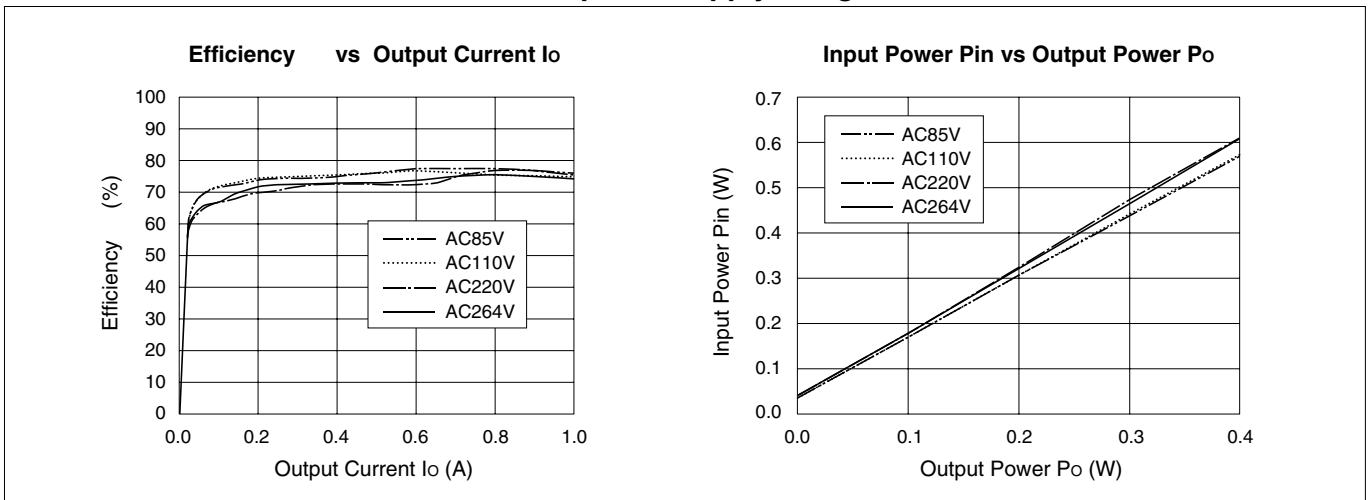 Efficiency vs Output Current Io
100
90
80
70
60
50
40
30
20
10
0
Efficiency (%)
AC85V
AC110V
AC220V
AC264V
0.0 0.2 0.4 0.6 0.8 1.0
Output Current Io (A)
Input Power Pin vs Output Power Po
0.7
0.6
0.5
0.4
0.3
0.2
0.1
0.0
Input Power Pin (W)
AC85V
AC110V
AC220V
AC264V
0.0 0.1 0.2 0.3 0.4
Output Power Po (W)